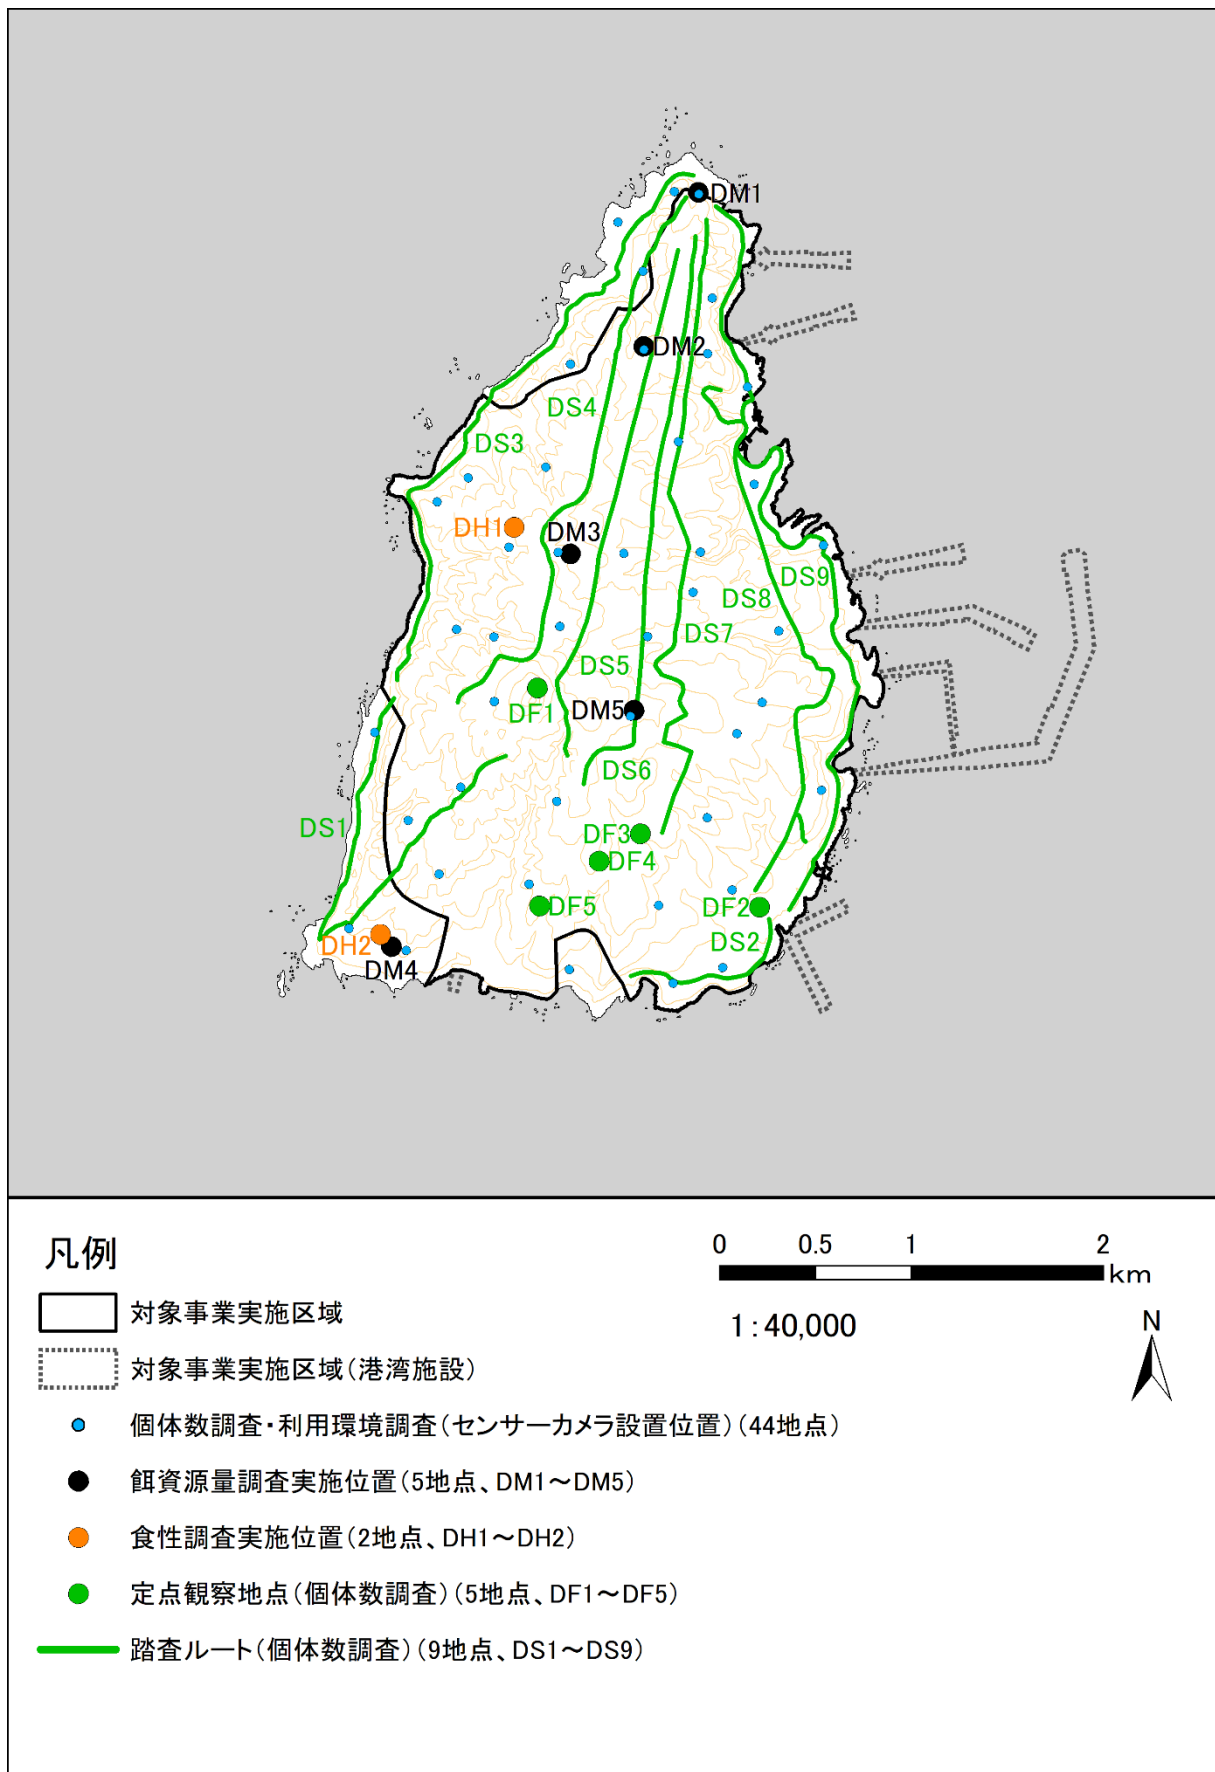 DM1
DM2
DS4
DS3
DH1
DM3
DS9
DS8
DS7
DS5
DF1
DM5
DS6
DS1
DF3
DF4
DF5
DF2
DS2
DH2
DM4
凡例
対象事業実施区域
対象事業実施区域(港湾施設)
個体数調査・利用環境調査(センサーカメラ設置位置)(44地点)
餌資源量調査実施位置(5地点、DM1～DM5)
食性調査実施位置(2地点、DH1～DH2)
定点観察地点(個体数調査)(5地点、DF1～DF5)
踏査ルート(個体数調査)(9地点、DS1～DS9)
0 0.5 1 2
km
1:40,000
N